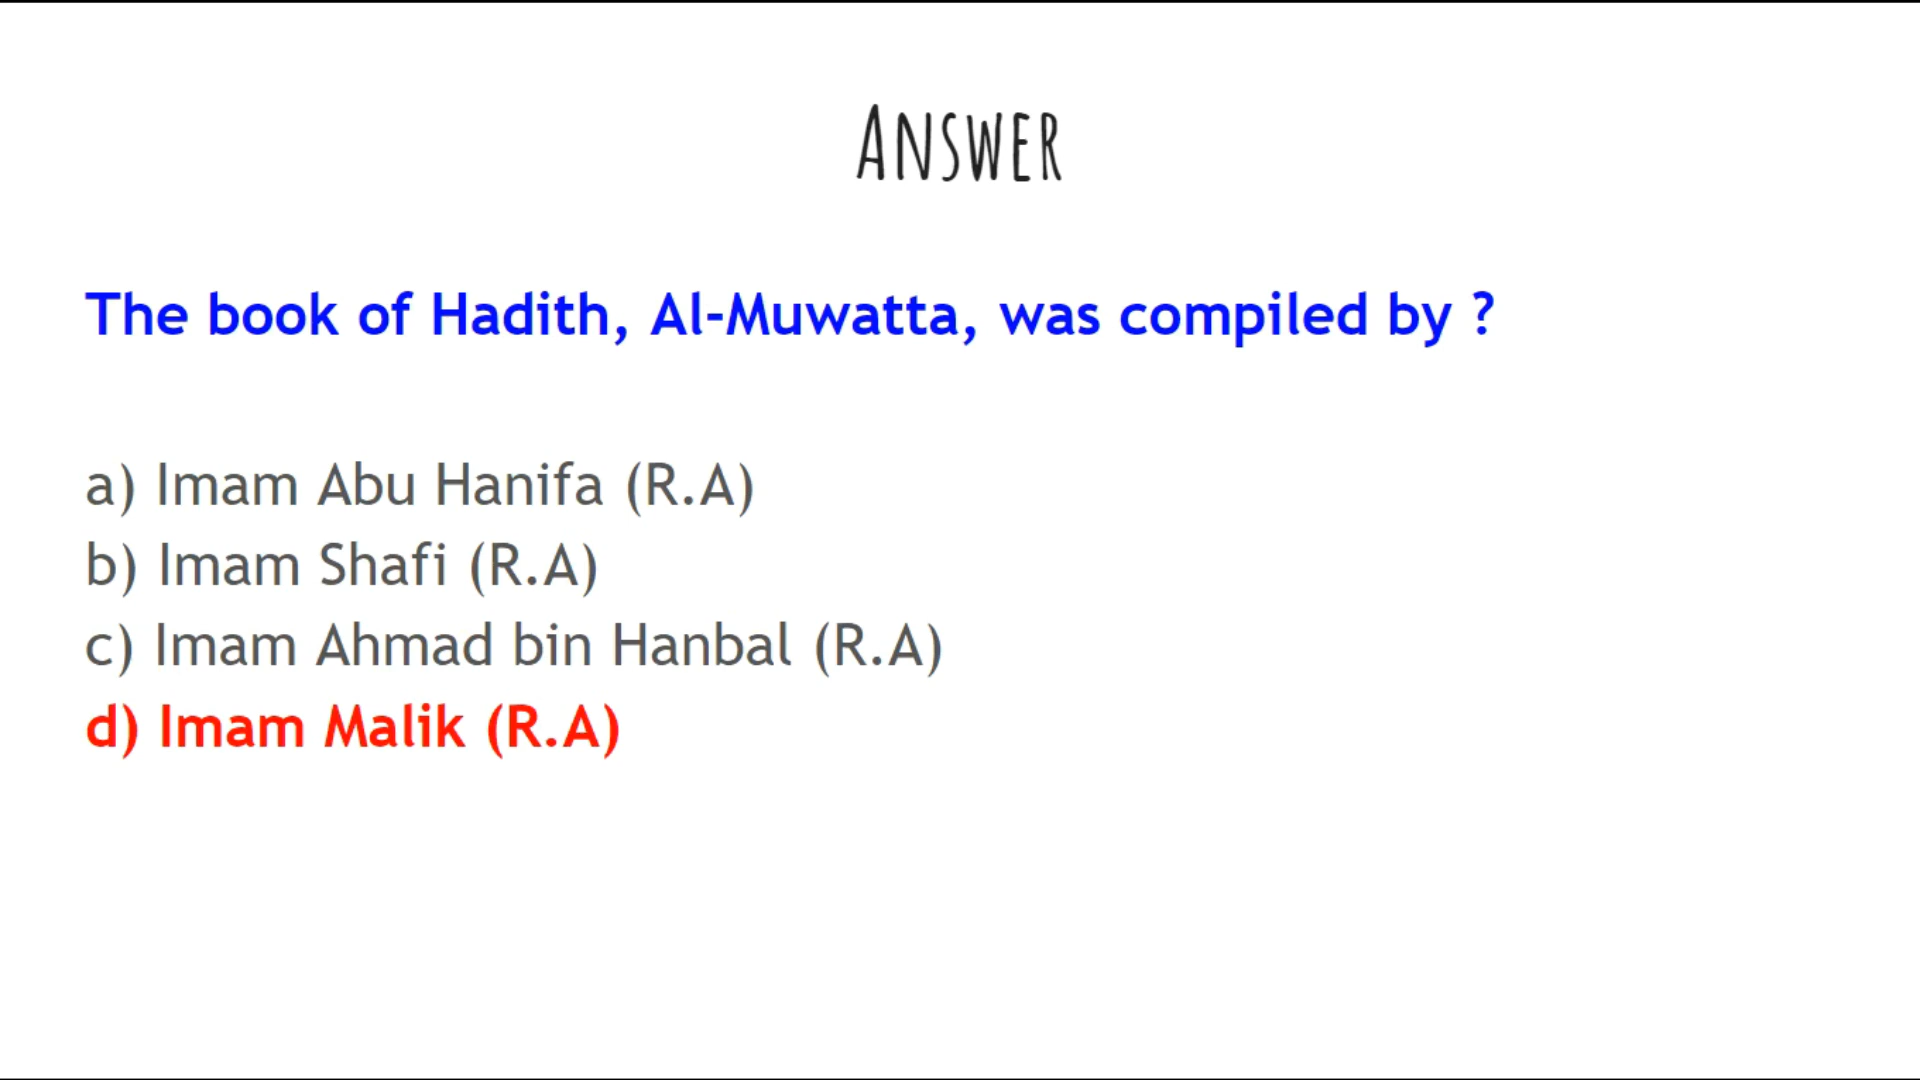 ANSWER
The book of Hadith, Al-Muwatta, was compiled by ?
a) Imam Abu Hanifa (R.A)
b) Imam Shafi (R.A)
c) Imam Ahmad bin Hanbal (R.A)
d) Imam Malik (R.A)